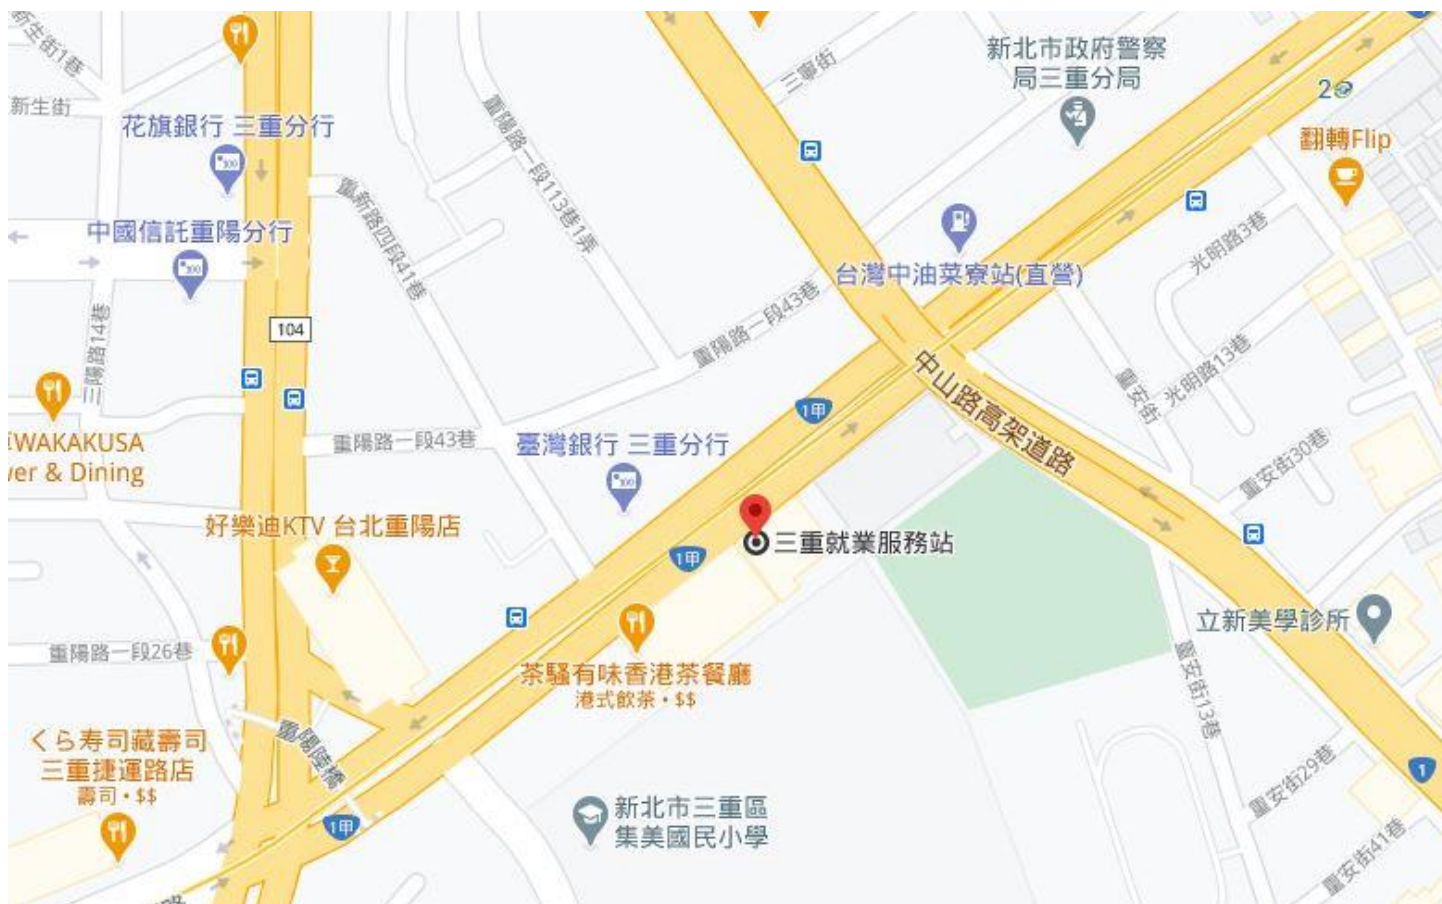 新生街1巷
新生街
花旗銀行 三重分行
中國信託重陽分行
三陽路14巷
104
重新路四段41巷
重陽路一段113巷1弄
三寧街
新北市政府警察
局三重分局
2
翻轉Flip
台灣中油菜寮站(直營)
光明路3巷
光明路13巷
重陽路一段43巷
重陽路一段43巷
中山路高架道路
重安街
重安街30巷
1甲
臺灣銀行 三重分行
WAKAKUSA
& Dining
好樂迪KTV 台北重陽店
1甲
三重就業服務站
立新美學診所
重陽路一段26巷
茶騷有味香港茶餐廳
港式飲茶・$$
重安街13巷
くら寿司藏壽司
三重捷運路店
壽司・$$
重陽陸橋
1甲
新北市三重區
集美國民小學
1
重安街29巷
重安街41巷